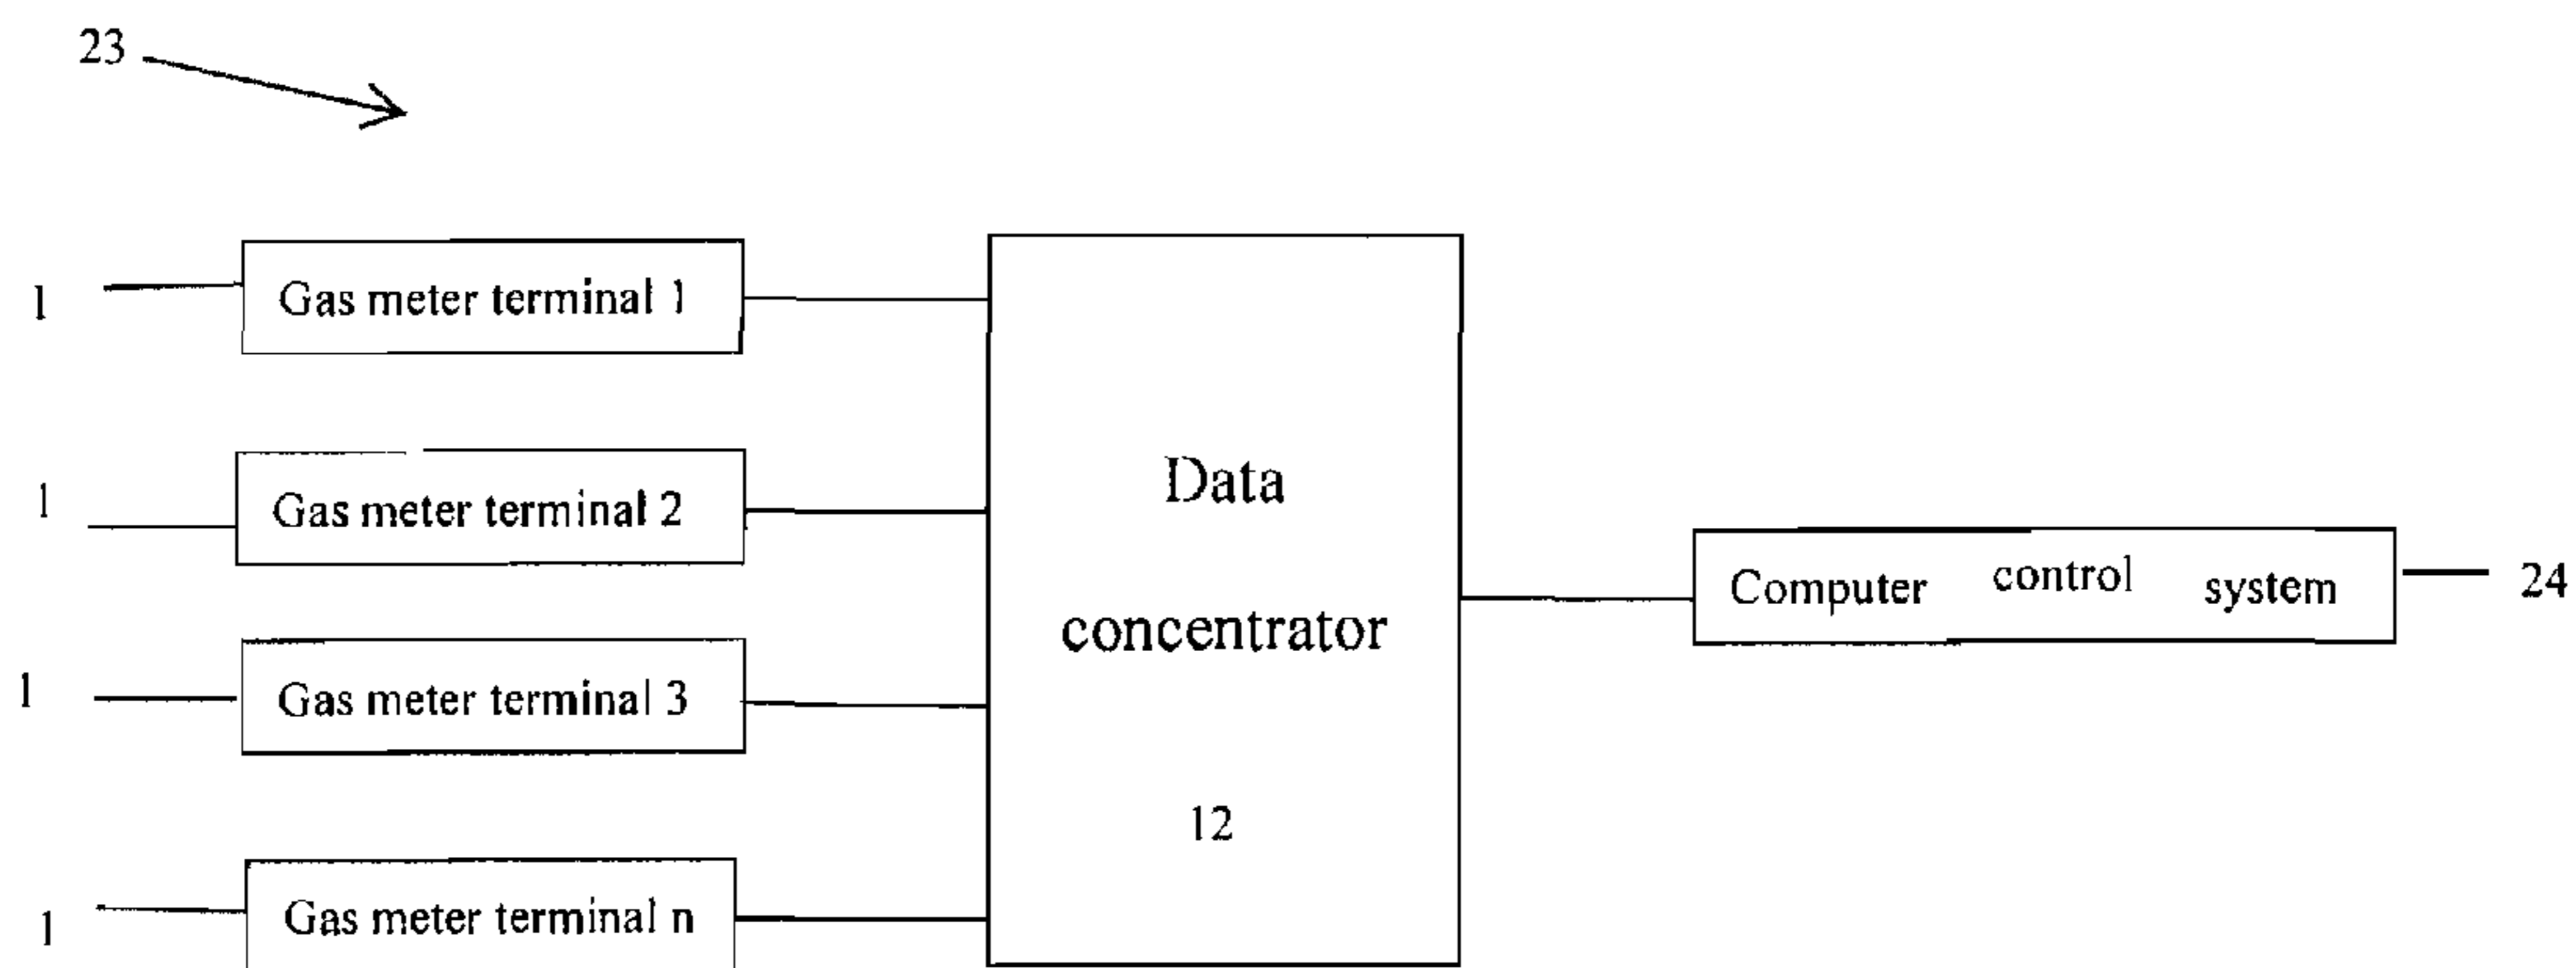 23
1 Gas meter terminal 1
1 Gas meter terminal 2
1 Gas meter terminal 3
1 Gas meter terminal n
Data
concentrator
12
Computer control system 24